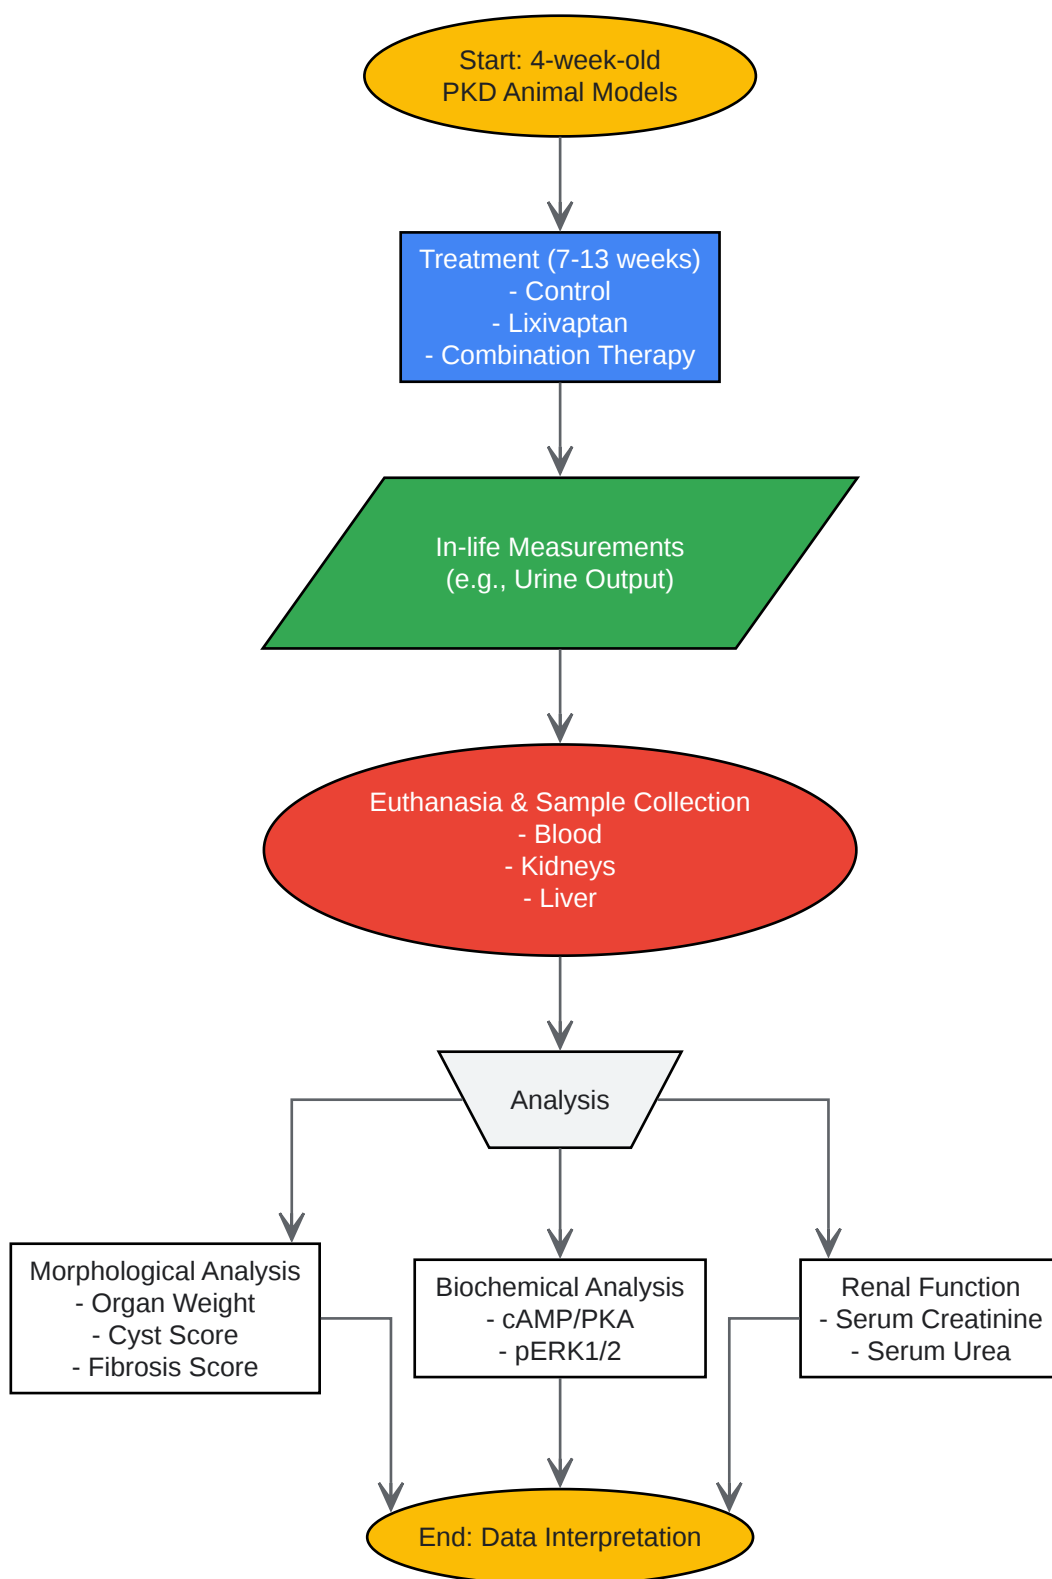 Start: 4-week-old
PKD Animal Models
Treatment (7-13 weeks)
- Control
- Lixivaptan
- Combination Therapy
In-life Measurements
(e.g., Urine Output)
Euthanasia & Sample Collection
- Blood
- Kidneys
- Liver
Analysis
Morphological Analysis
- Organ Weight
- Cyst Score
- Fibrosis Score
Biochemical Analysis
- cAMP/PKA
- pERK1/2
Renal Function
- Serum Creatinine
- Serum Urea
End: Data Interpretation